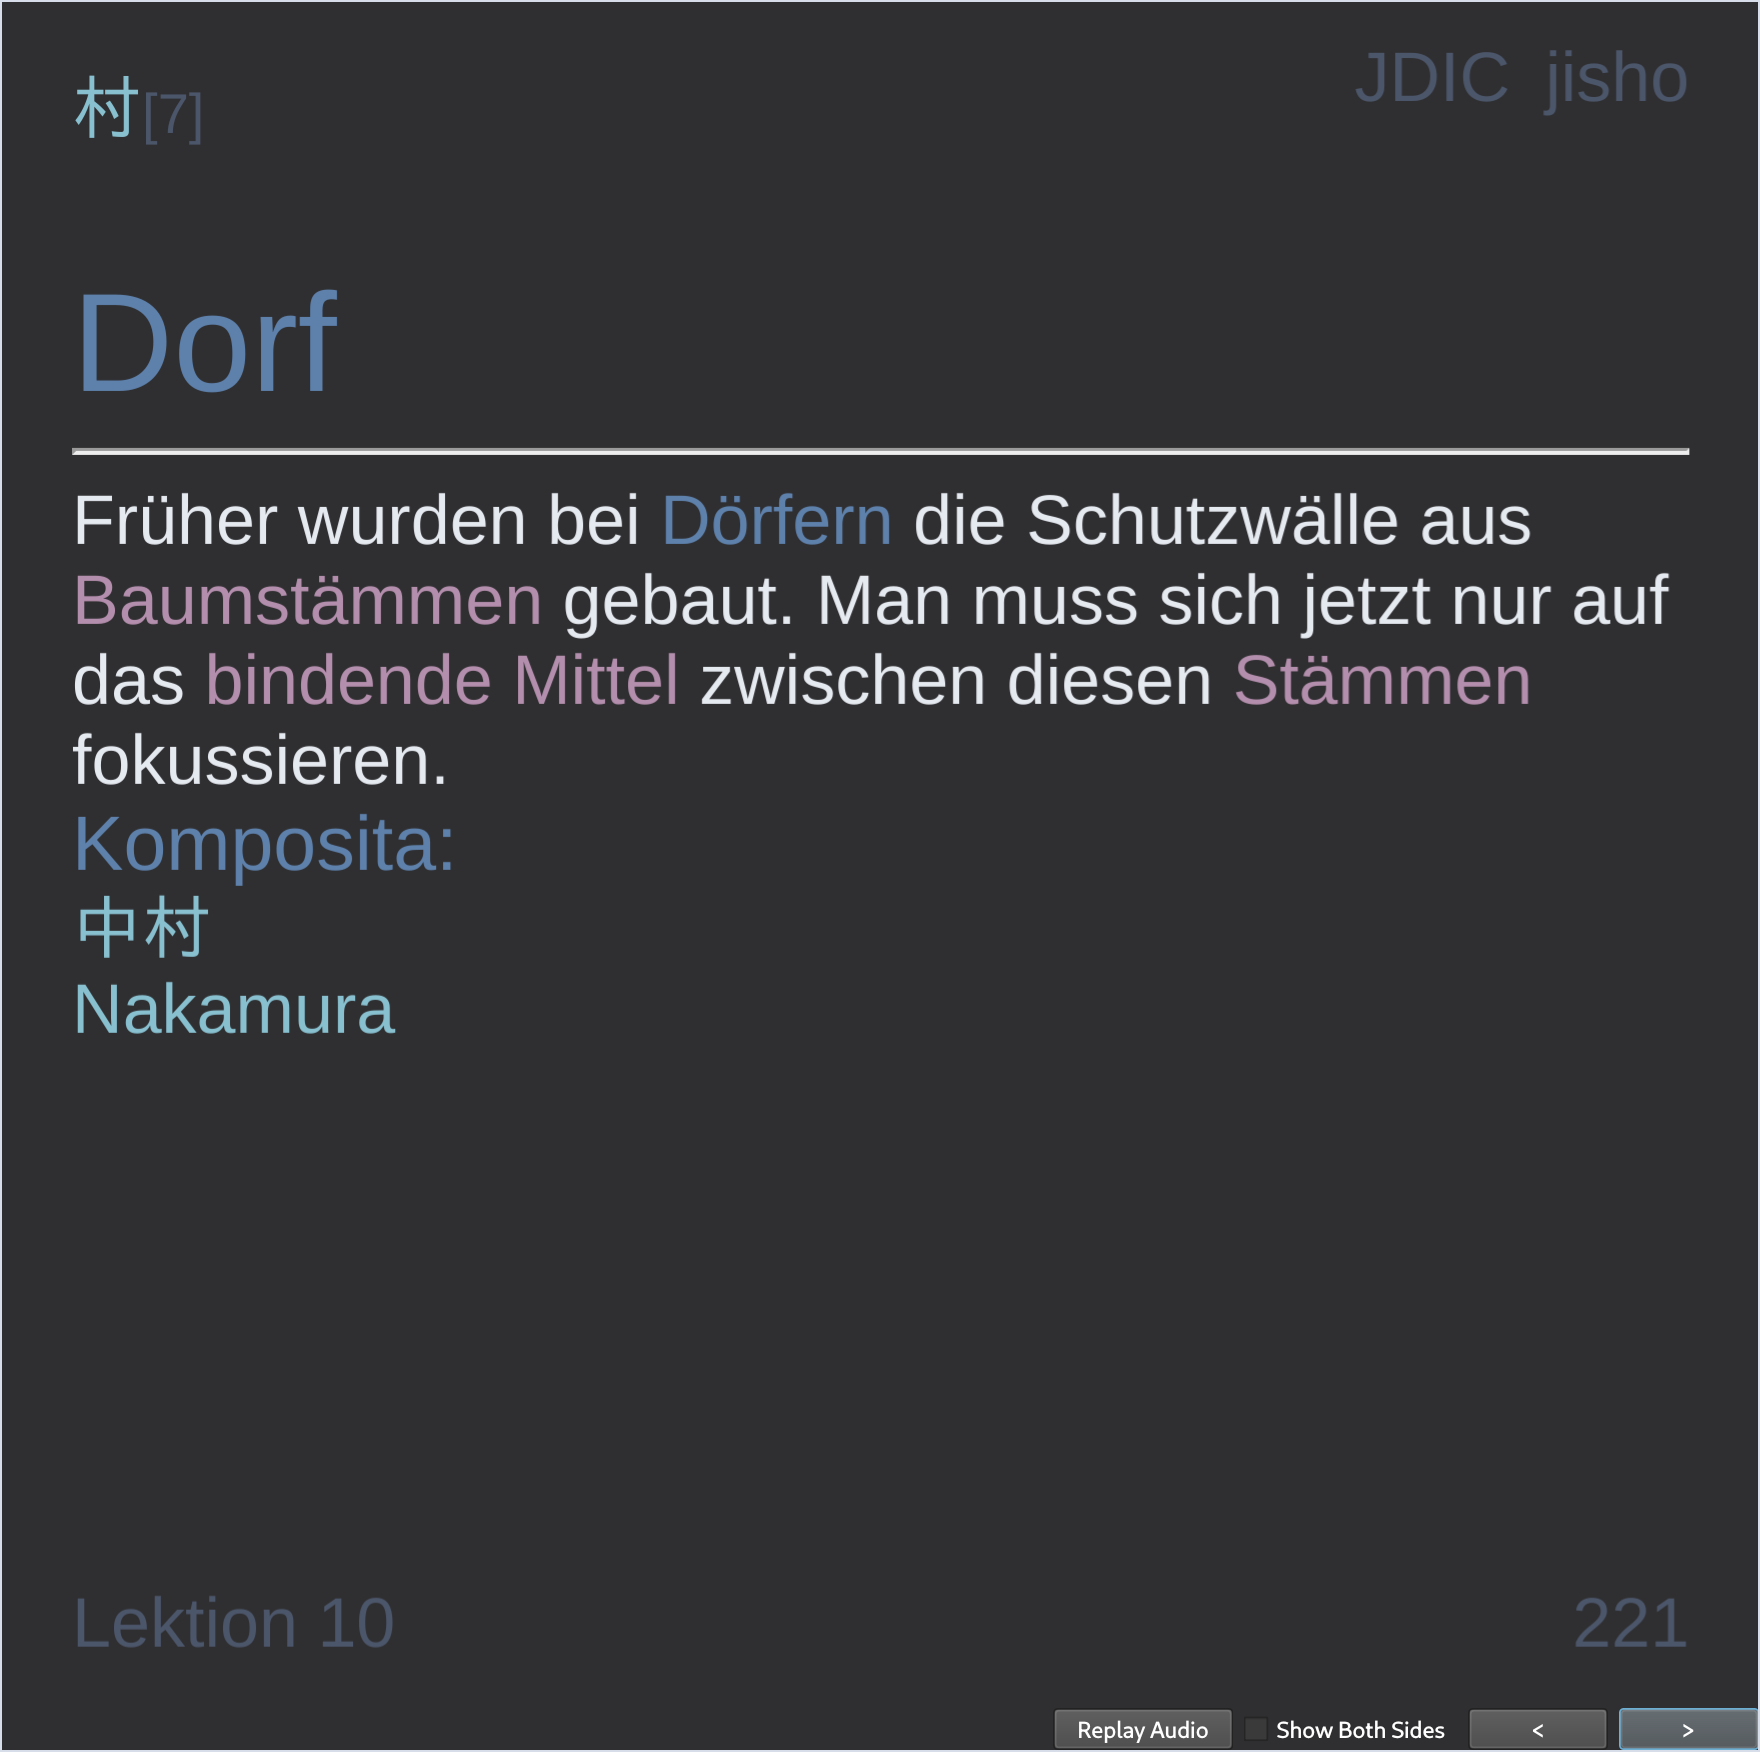 村[7]
JDIC jisho
Dorf
Früher wurden bei Dörfern die Schutzwälle aus
Baumstämmen gebaut. Man muss sich jetzt nur auf
das bindende Mittel zwischen diesen Stämmen
fokussieren.
Komposita:
中村
Nakamura
Lektion 10
221
Replay Audio
Show Both Sides
<
>